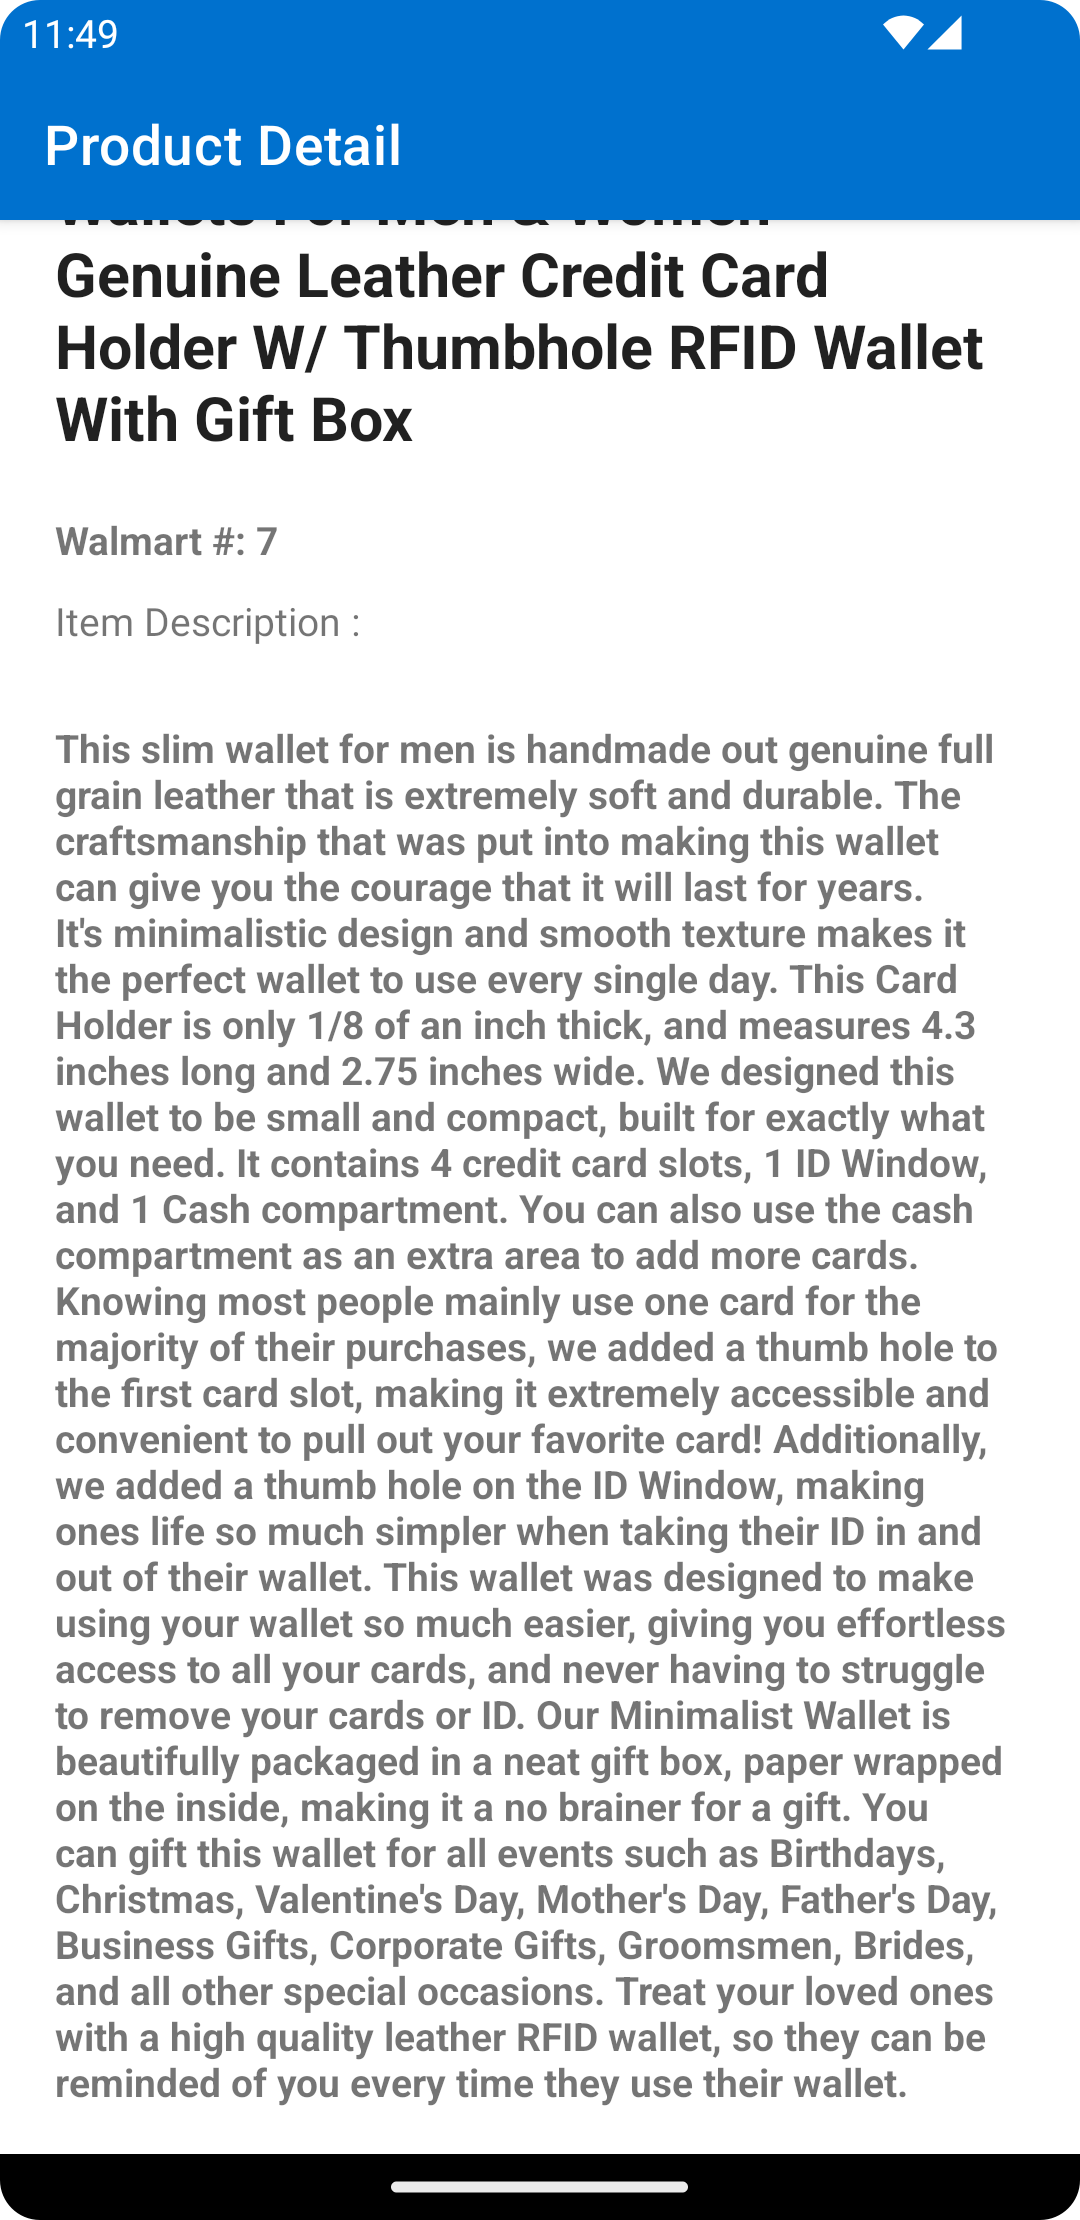 11:49
Product Detail
Wallets For Men & Women
Genuine Leather Credit Card
Holder W/ Thumbhole RFID Wallet
With Gift Box
Walmart #: 7
Item Description :
This slim wallet for men is handmade out genuine full
grain leather that is extremely soft and durable. The
craftsmanship that was put into making this wallet
can give you the courage that it will last for years.
It's minimalistic design and smooth texture makes it
the perfect wallet to use every single day. This Card
Holder is only 1/8 of an inch thick, and measures 4.3
inches long and 2.75 inches wide. We designed this
wallet to be small and compact, built for exactly what
you need. It contains 4 credit card slots, 1 ID Window,
and 1 Cash compartment. You can also use the cash
compartment as an extra area to add more cards.
Knowing most people mainly use one card for the
majority of their purchases, we added a thumb hole to
the first card slot, making it extremely accessible and
convenient to pull out your favorite card! Additionally,
we added a thumb hole on the ID Window, making
ones life so much simpler when taking their ID in and
out of their wallet. This wallet was designed to make
using your wallet so much easier, giving you effortless
access to all your cards, and never having to struggle
to remove your cards or ID. Our Minimalist Wallet is
beautifully packaged in a neat gift box, paper wrapped
on the inside, making it a no brainer for a gift. You
can gift this wallet for all events such as Birthdays,
Christmas, Valentine's Day, Mother's Day, Father's Day,
Business Gifts, Corporate Gifts, Groomsmen, Brides,
and all other special occasions. Treat your loved ones
with a high quality leather RFID wallet, so they can be
reminded of you every time they use their wallet.